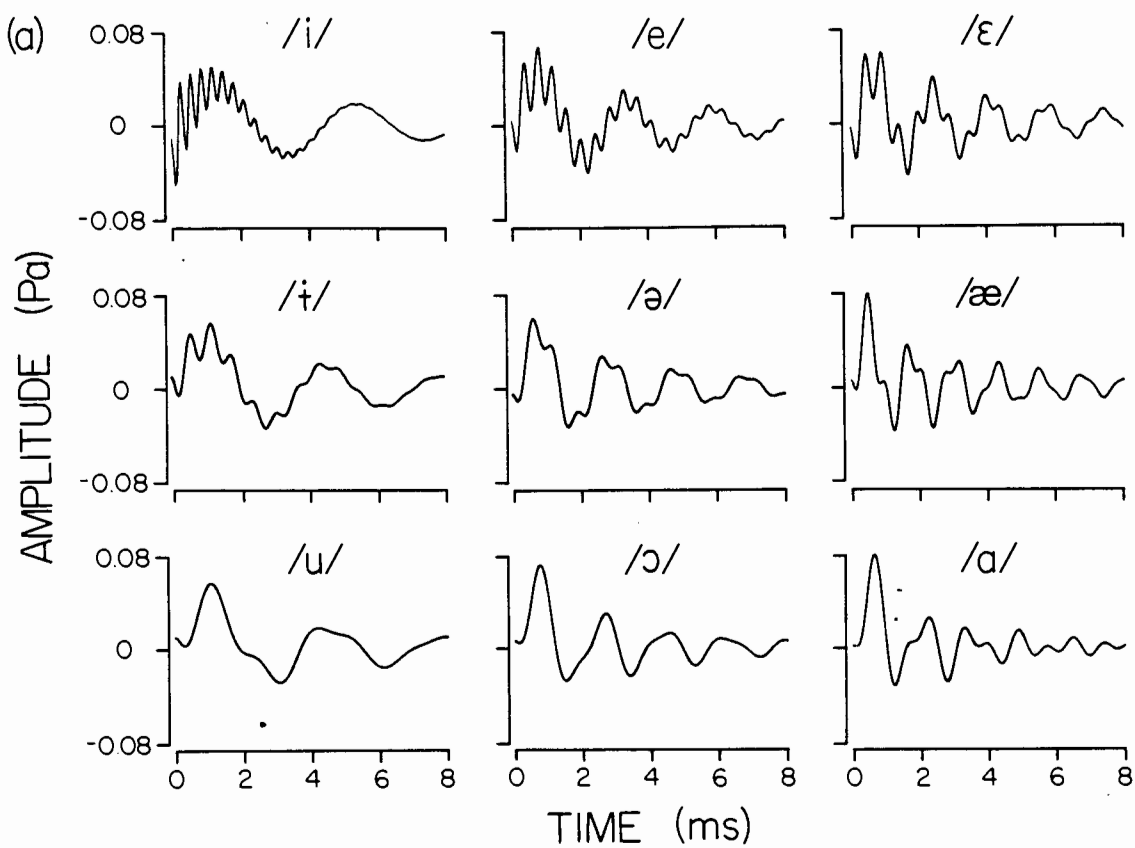 (a)
/i/ /e/ /ɛ/
0.08
0
-0.08
/ɨ/ /ə/ /æ/
0.08
0
-0.08
/u/ /ɔ/ /ɑ/
0.08
0
-0.08
0 2 4 6 8 0 2 4 6 8 0 2 4 6 8
AMPLITUDE (Pa)
TIME (ms)